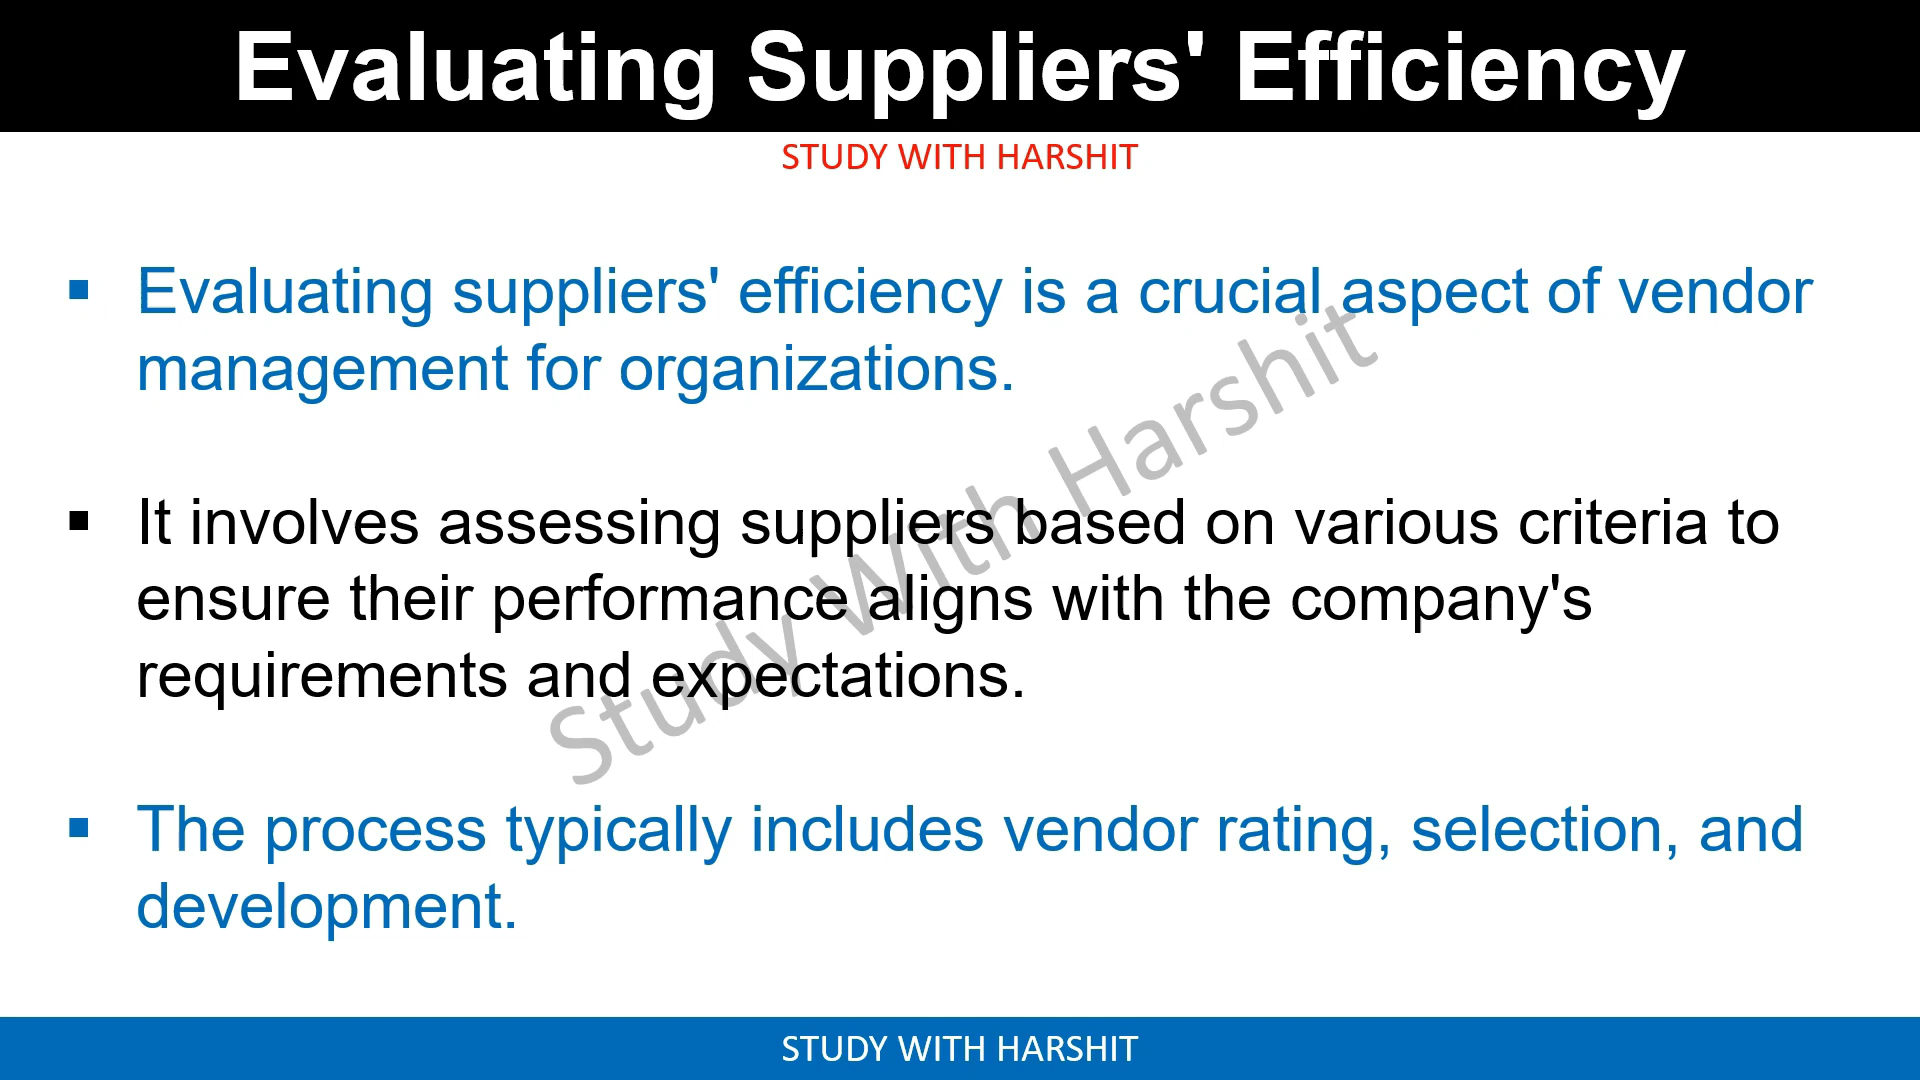 Evaluating Suppliers' Efficiency
STUDY WITH HARSHIT
▪ Evaluating suppliers' efficiency is a crucial aspect of vendor
management for organizations.
▪ It involves assessing suppliers based on various criteria to
ensure their performance aligns with the company's
requirements and expectations.
▪ The process typically includes vendor rating, selection, and
development.
Study With Harshit
STUDY WITH HARSHIT